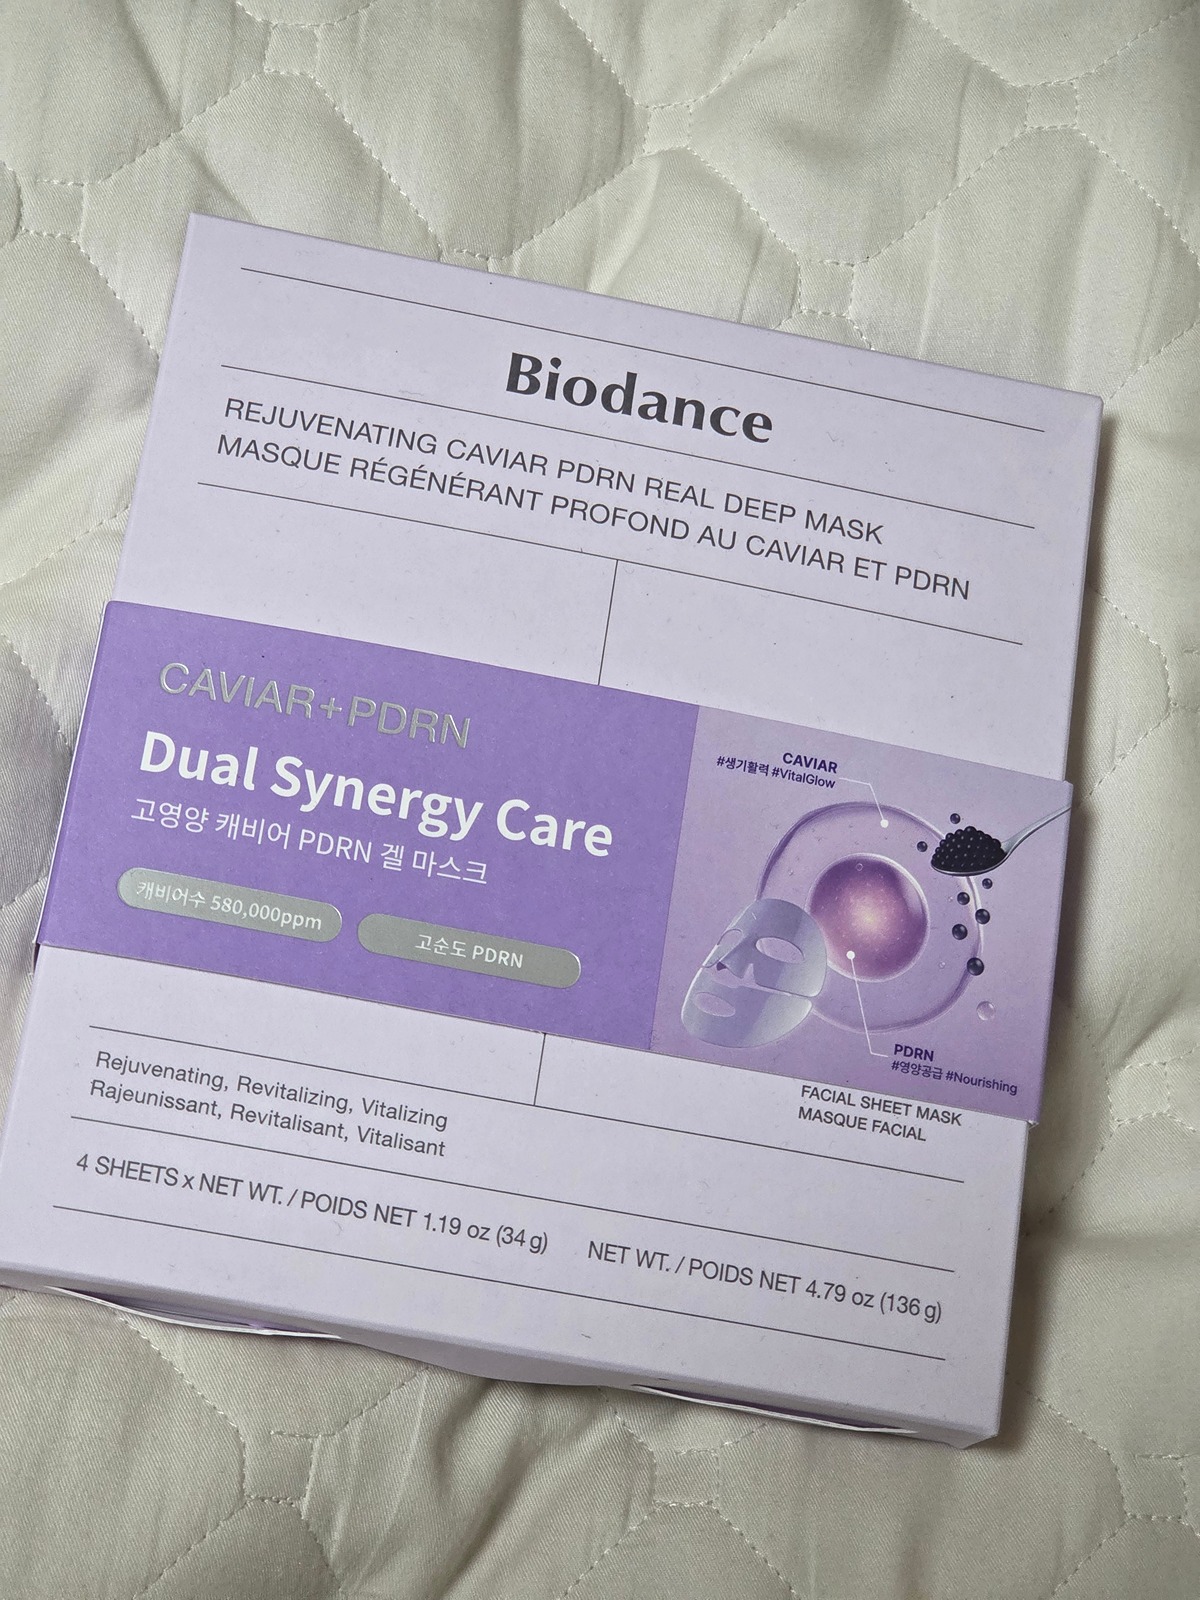 Biodance
REJUVENATING CAVIAR PDRN REAL DEEP MASK
MASQUE RÉGÉNÉRANT PROFOND AU CAVIAR ET PDRN
CAVIAR+PDRN
Dual Synergy Care
고영양 캐비어 PDRN 겔 마스크
캐비어수 580,000ppm
고순도 PDRN
CAVIAR
#생기활력 #VitalGlow
PDRN
#영양공급 #Nourishing
Rejuvenating, Revitalizing, Vitalizing
Rajeunissant, Revitalisant, Vitalisant
FACIAL SHEET MASK
MASQUE FACIAL
4 SHEETS x NET WT. / POIDS NET 1.19 oz (34 g)
NET WT. / POIDS NET 4.79 oz (136 g)